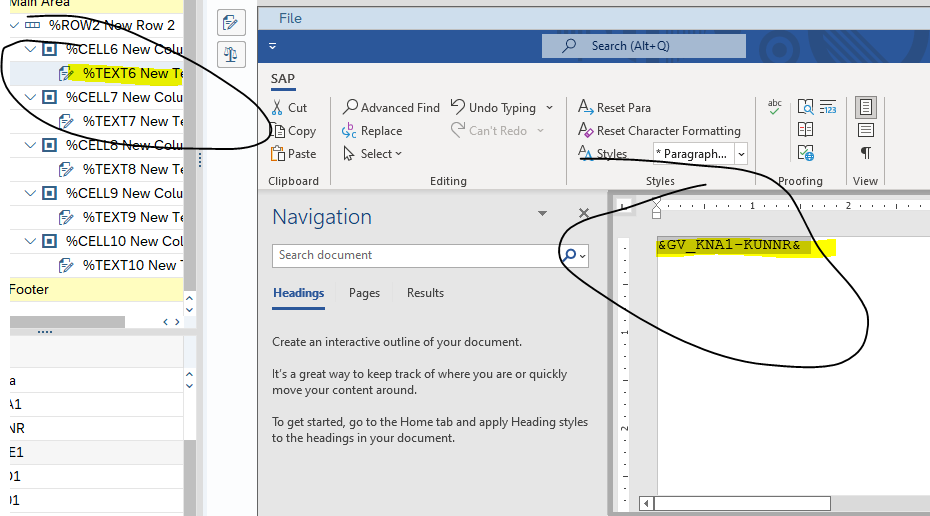 Main Area
%ROW2 New Row 2
%CELL6 New Colu
%TEXT6 New Te
%CELL7 New Colu
%TEXT7 New Te
%CELL8 New Colu
%TEXT8 New Te
%CELL9 New Colu
%TEXT9 New Te
%CELL10 New Col
%TEXT10 New T
Footer
a
A1
NR
E1
D1
01
File
Search (Alt+Q)
SAP
Cut
Copy
Paste
Clipboard
Advanced Find
Replace
Select
Undo Typing
Can't Redo
Editing
Reset Para
Reset Character Formatting
Styles
* Paragraph...
Styles
abc
123
Proofing
View
Navigation
Search document
Headings
Pages
Results
Create an interactive outline of your document.
It's a great way to keep track of where you are or quickly
move your content around.
To get started, go to the Home tab and apply Heading styles
to the headings in your document.
L
1
2
&GV_KNA1-KUNNR&
1
2